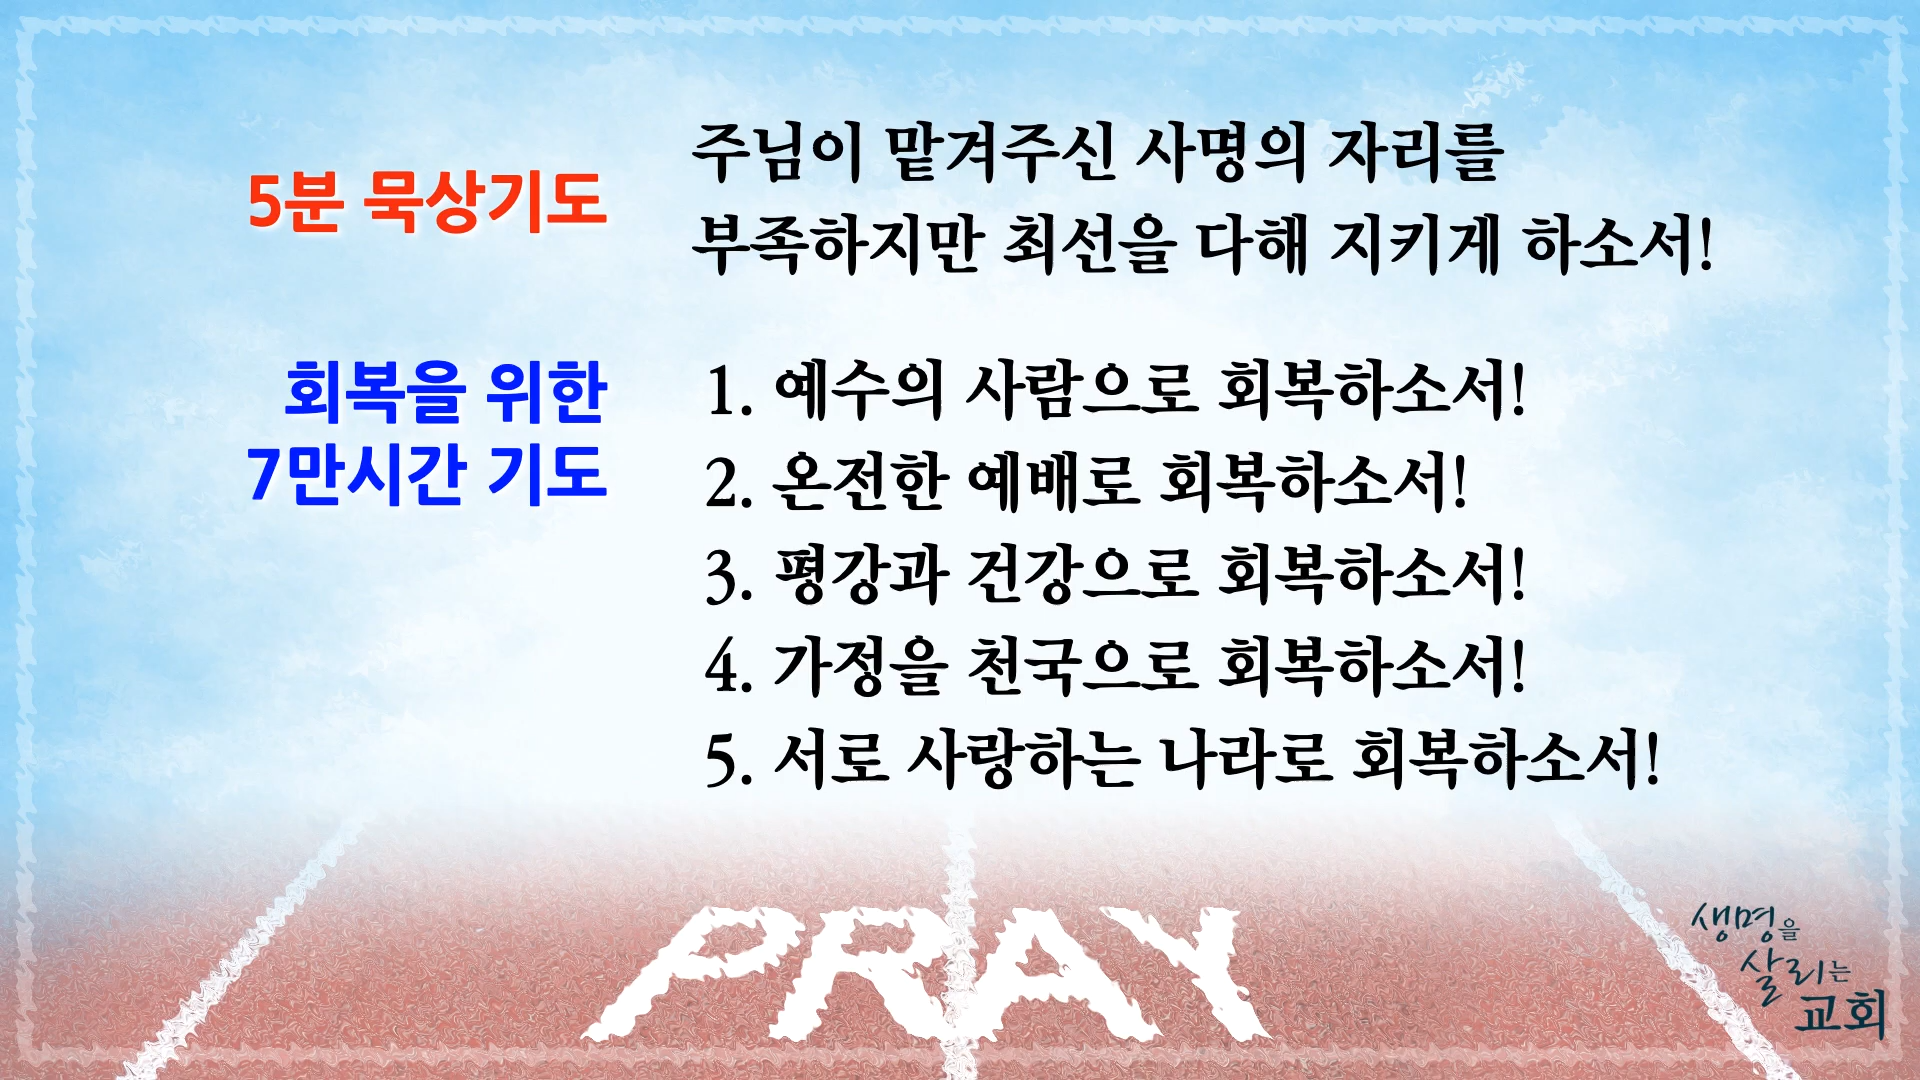 5분 묵상기도
주님이 맡겨주신 사명의 자리를
부족하지만 최선을 다해 지키게 하소서!
회복을 위한
7만시간 기도
1. 예수의 사람으로 회복하소서!
2. 온전한 예배로 회복하소서!
3. 평강과 건강으로 회복하소서!
4. 가정을 천국으로 회복하소서!
5. 서로 사랑하는 나라로 회복하소서!
PRAY
생명을
살리는
교회